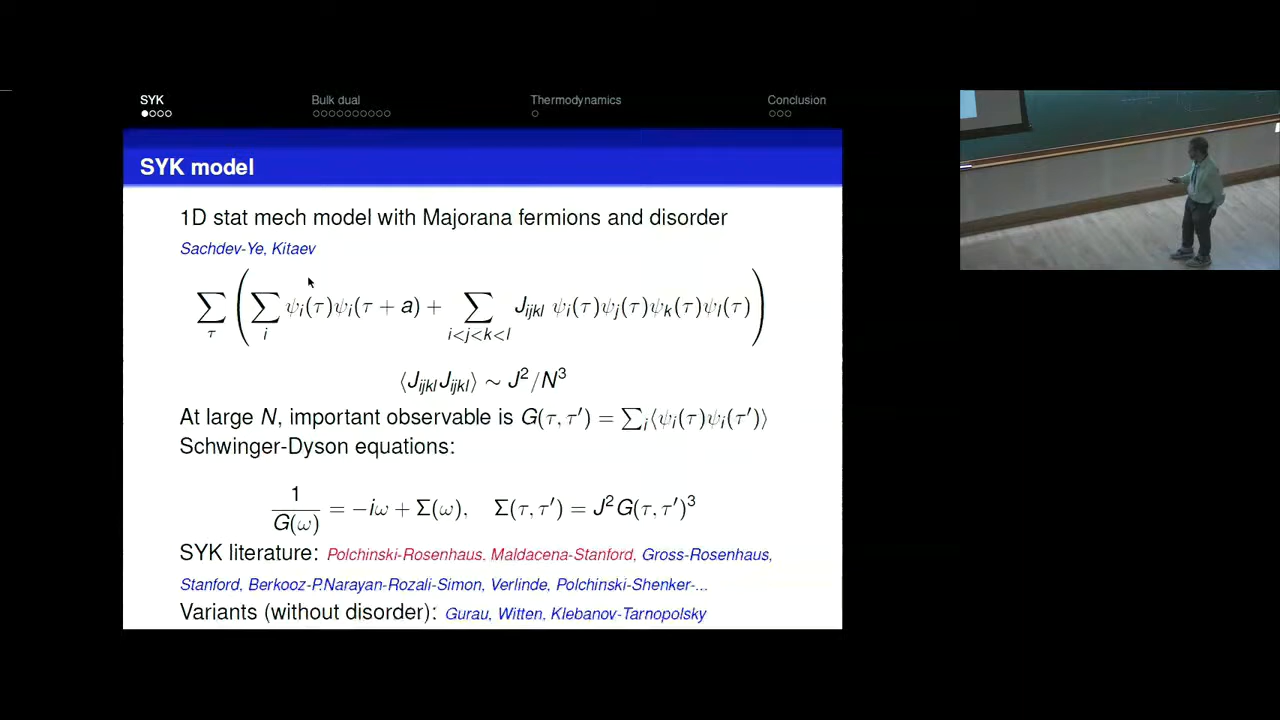 SYK Bulk dual Thermodynamics Conclusion
SYK model
1D stat mech model with Majorana fermions and disorder
Sachdev-Ye, Kitaev
∑_τ ( ∑_i ψ_i(τ)ψ_i(τ + a) + ∑_{i<j<k<l} J_{ijkl} ψ_i(τ)ψ_j(τ)ψ_k(τ)ψ_l(τ) )
⟨J_{ijkl}J_{ijkl}⟩ ∼ J²/N³
At large N, important observable is G(τ, τ′) = ∑_i⟨ψ_i(τ)ψ_i(τ′)⟩
Schwinger-Dyson equations:
1/G(ω) = −iω + Σ(ω), Σ(τ, τ′) = J²G(τ, τ′)³
SYK literature: Polchinski-Rosenhaus. Maldacena-Stanford, Gross-Rosenhaus,
Stanford, Berkooz-P.Narayan-Rozali-Simon, Verlinde, Polchinski-Shenker-...
Variants (without disorder): Gurau, Witten, Klebanov-Tarnopolsky